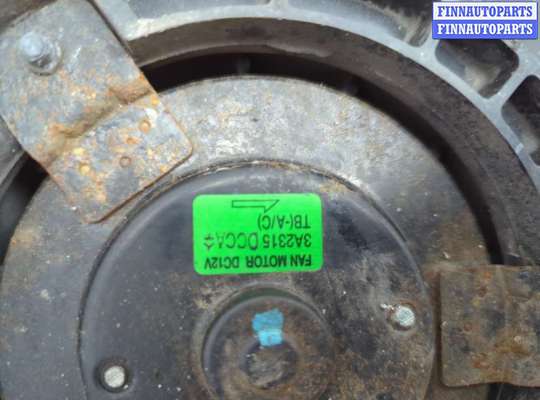 FINNAUTOPARTS
FINNAUTOPARTS
FAN MOTOR DC12V
3A2315 DCCA
TB(-A/C)